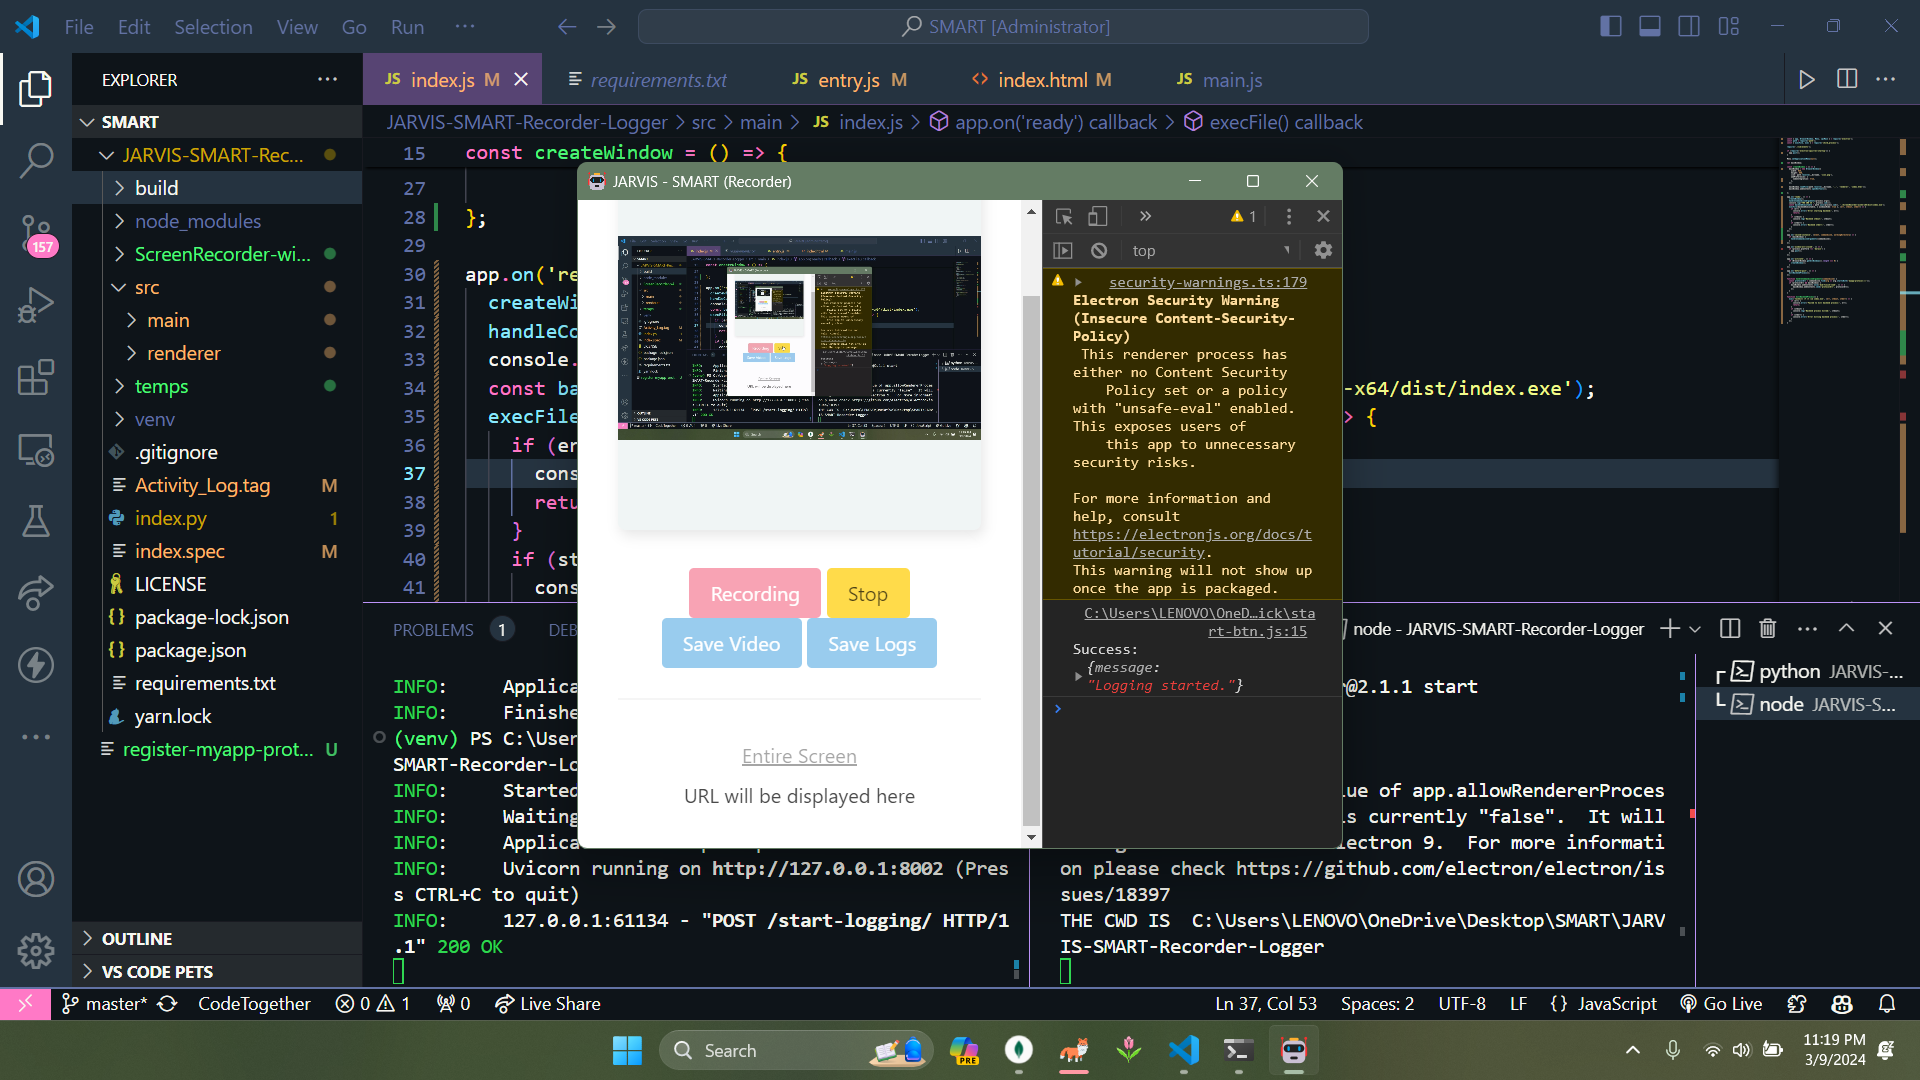 File Edit Selection View Go Run ···
SMART [Administrator]
EXPLORER ···
JS index.js M
requirements.txt
JS entry.js M
<> index.html M
JS main.js
SMART
JARVIS-SMART-Rec...
build
node_modules
ScreenRecorder-wi...
src
main
renderer
temps
venv
.gitignore
Activity_Log.tag M
index.py 1
index.spec M
LICENSE
package-lock.json
package.json
requirements.txt
yarn.lock
register-myapp-prot... U
OUTLINE
VS CODE PETS
157
JARVIS-SMART-Recorder-Logger > src > main > JS index.js > app.on('ready') callback > execFile() callback
15 const createWindow = () => {
27
28 };
29
30 app.on('re
31 createWi
32 handleCo
33 console.
34 const ba -x64/dist/index.exe');
35 execFile > {
36 if (er
37 cons
38 retu
39 }
40 if (st
41 cons
JARVIS - SMART (Recorder)
Recording Stop
Save Video Save Logs
Entire Screen
URL will be displayed here
1
top
security-warnings.ts:179
Electron Security Warning
(Insecure Content-Security-
Policy)
This renderer process has
either no Content Security
Policy set or a policy
with "unsafe-eval" enabled.
This exposes users of
this app to unnecessary
security risks.
For more information and
help, consult
https://electronjs.org/docs/t
utorial/security.
This warning will not show up
once the app is packaged.
C:\Users\LENOVO\OneD…ick\sta
rt-btn.js:15
Success:
{message:
"Logging started."}
PROBLEMS 1 DEB
node - JARVIS-SMART-Recorder-Logger
INFO: Applica
INFO: Finishe
(venv) PS C:\User
SMART-Recorder-Lo
INFO: Started
INFO: Waiting
INFO: Applica
INFO: Uvicorn running on http://127.0.0.1:8002 (Pres
s CTRL+C to quit)
INFO: 127.0.0.1:61134 - "POST /start-logging/ HTTP/1
.1" 200 OK
r@2.1.1 start
ue of app.allowRendererProces
s currently "false". It will
lectron 9. For more informati
on please check https://github.com/electron/electron/is
sues/18397
THE CWD IS C:\Users\LENOVO\OneDrive\Desktop\SMART\JARV
IS-SMART-Recorder-Logger
python JARVIS-...
node JARVIS-S...
master* CodeTogether 0 1 0 Live Share
Ln 37, Col 53 Spaces: 2 UTF-8 LF {} JavaScript Go Live
Search
PRE
11:19 PM
3/9/2024